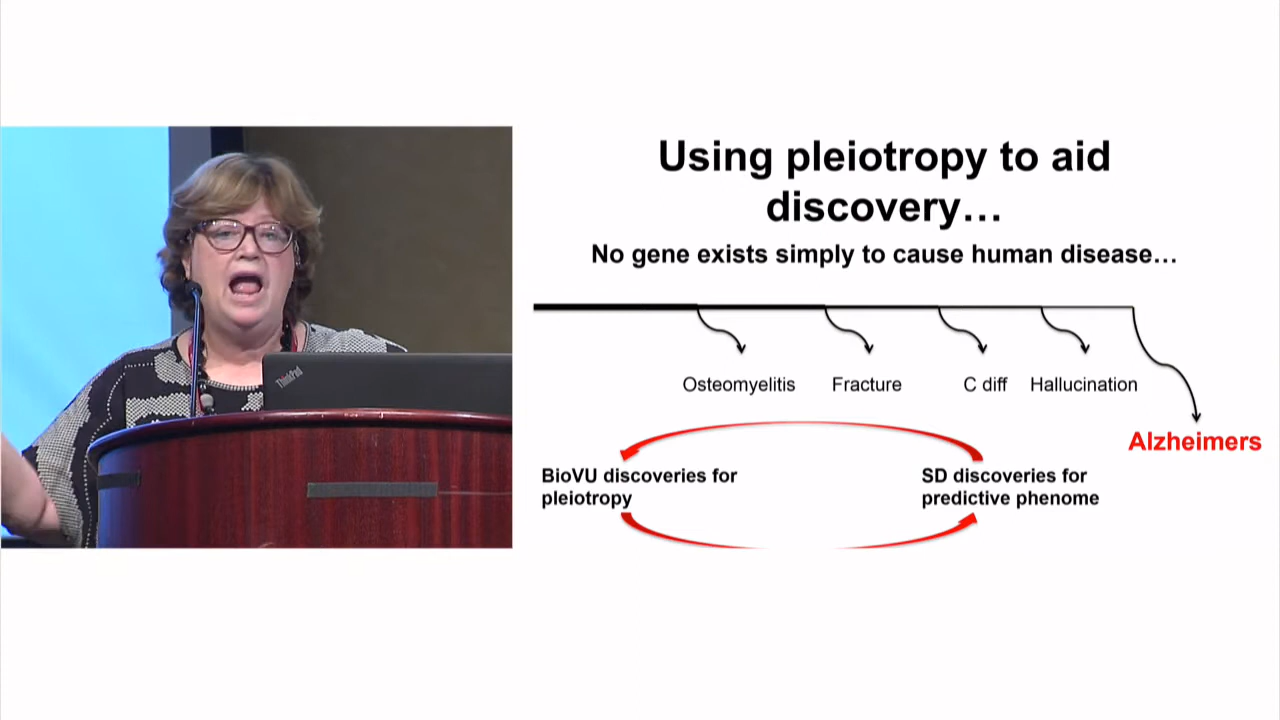 Using pleiotropy to aid
discovery…
No gene exists simply to cause human disease…
Osteomyelitis Fracture C diff Hallucination
Alzheimers
BioVU discoveries for
pleiotropy
SD discoveries for
predictive phenome
ThinkPad